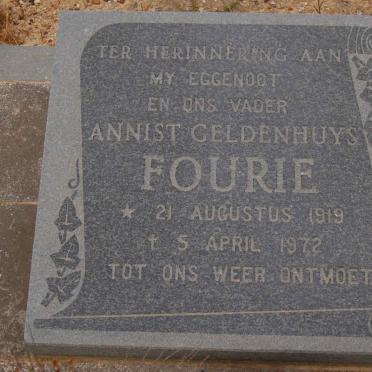 TER HERINNERING AAN
MY EGGENOOT
EN ONS VADER
ANNIST GELDENHUYS
FOURIE
★ 21 AUGUSTUS 1919
† 5 APRIL 1972
TOT ONS WEER ONTMOET